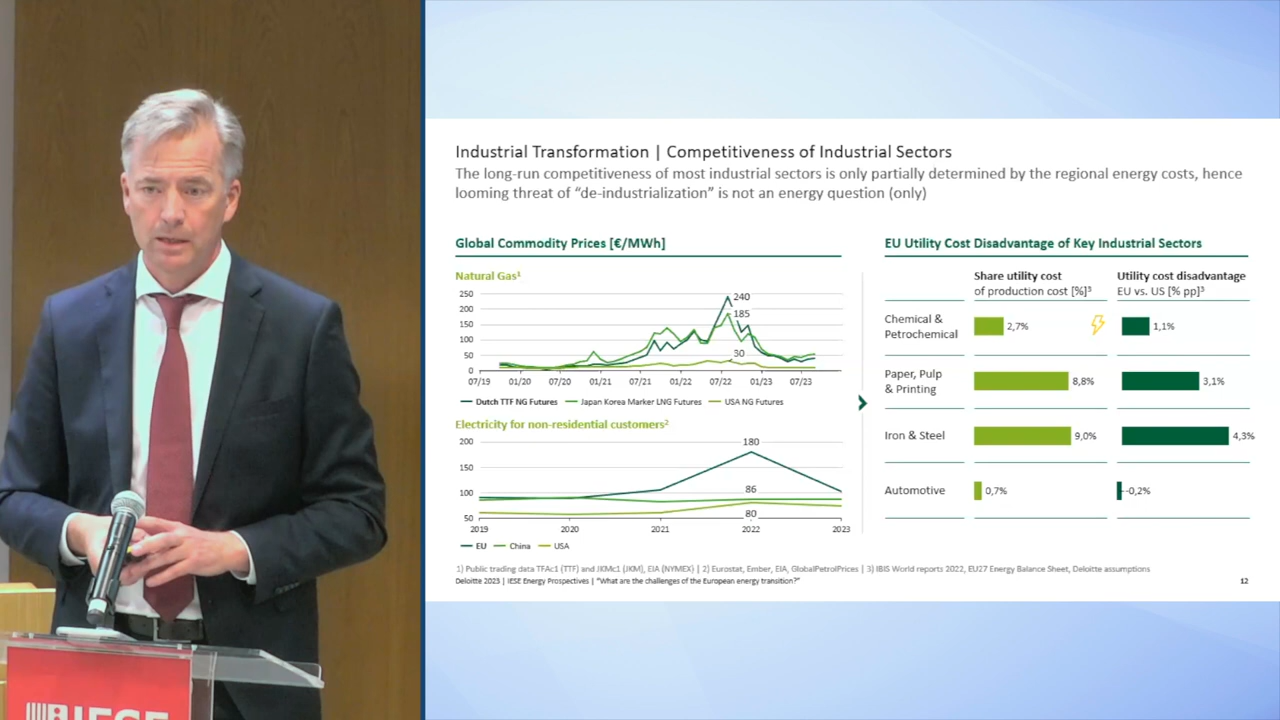 Industrial Transformation | Competitiveness of Industrial Sectors
The long-run competitiveness of most industrial sectors is only partially determined by the regional energy costs, hence
looming threat of “de-industrialization” is not an energy question (only)
Global Commodity Prices [€/MWh]
Natural Gas¹
250
200
150
100
50
0
240
185
30
07/19 01/20 07/20 01/21 07/21 01/22 07/22 01/23 07/23
Dutch TTF NG Futures Japan Korea Marker LNG Futures USA NG Futures
Electricity for non-residential customers²
200
150
100
50
180
86
80
2019 2020 2021 2022 2023
EU China USA
EU Utility Cost Disadvantage of Key Industrial Sectors
Share utility cost
of production cost [%]³
Utility cost disadvantage
EU vs. US [% pp]³
Chemical &
Petrochemical
2,7% 1,1%
Paper, Pulp
& Printing
8,8% 3,1%
Iron & Steel 9,0% 4,3%
Automotive 0,7% -0,2%
1) Public trading data TFAc1 (TTF) and JKMc1 (JKM), EIA (NYMEX) | 2) Eurostat, Ember, EIA, GlobalPetrolPrices | 3) IBIS World reports 2022, EU27 Energy Balance Sheet, Deloitte assumptions
Deloitte 2023 | IESE Energy Prospectives | “What are the challenges of the European energy transition?” 12
IESE